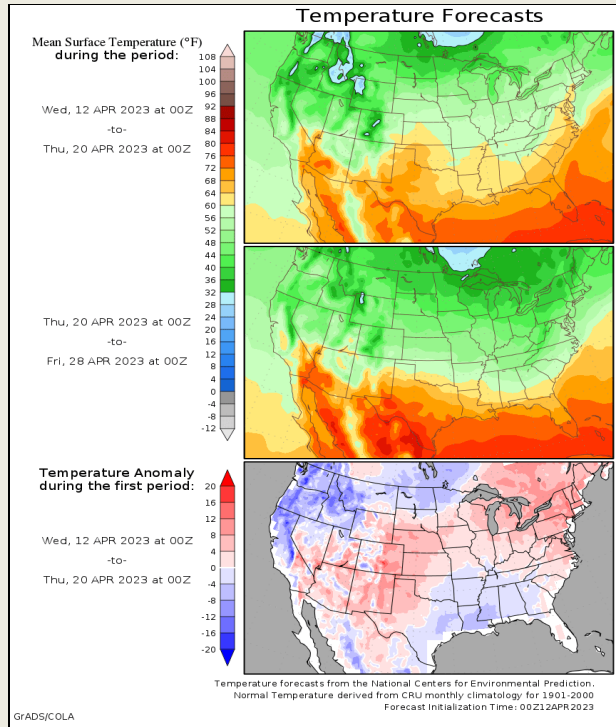 Temperature Forecasts
Mean Surface Temperature (°F)
during the period:
108
104
100
96
92
88
84
80
76
72
68
64
60
56
52
48
44
40
36
32
28
24
20
16
12
8
4
0
-4
-8
-12
Wed, 12 APR 2023 at 00Z
-to-
Thu, 20 APR 2023 at 00Z
Thu, 20 APR 2023 at 00Z
-to-
Fri, 28 APR 2023 at 00Z
Temperature Anomaly
during the first period:
20
16
12
8
4
0
-4
-8
-12
-16
-20
Wed, 12 APR 2023 at 00Z
-to-
Thu, 20 APR 2023 at 00Z
Temperature forecasts from the National Centers for Environmental Prediction.
Normal Temperature derived from CRU monthly climatology for 1901-2000
Forecast Initialization Time: 00Z12APR2023
GrADS/COLA